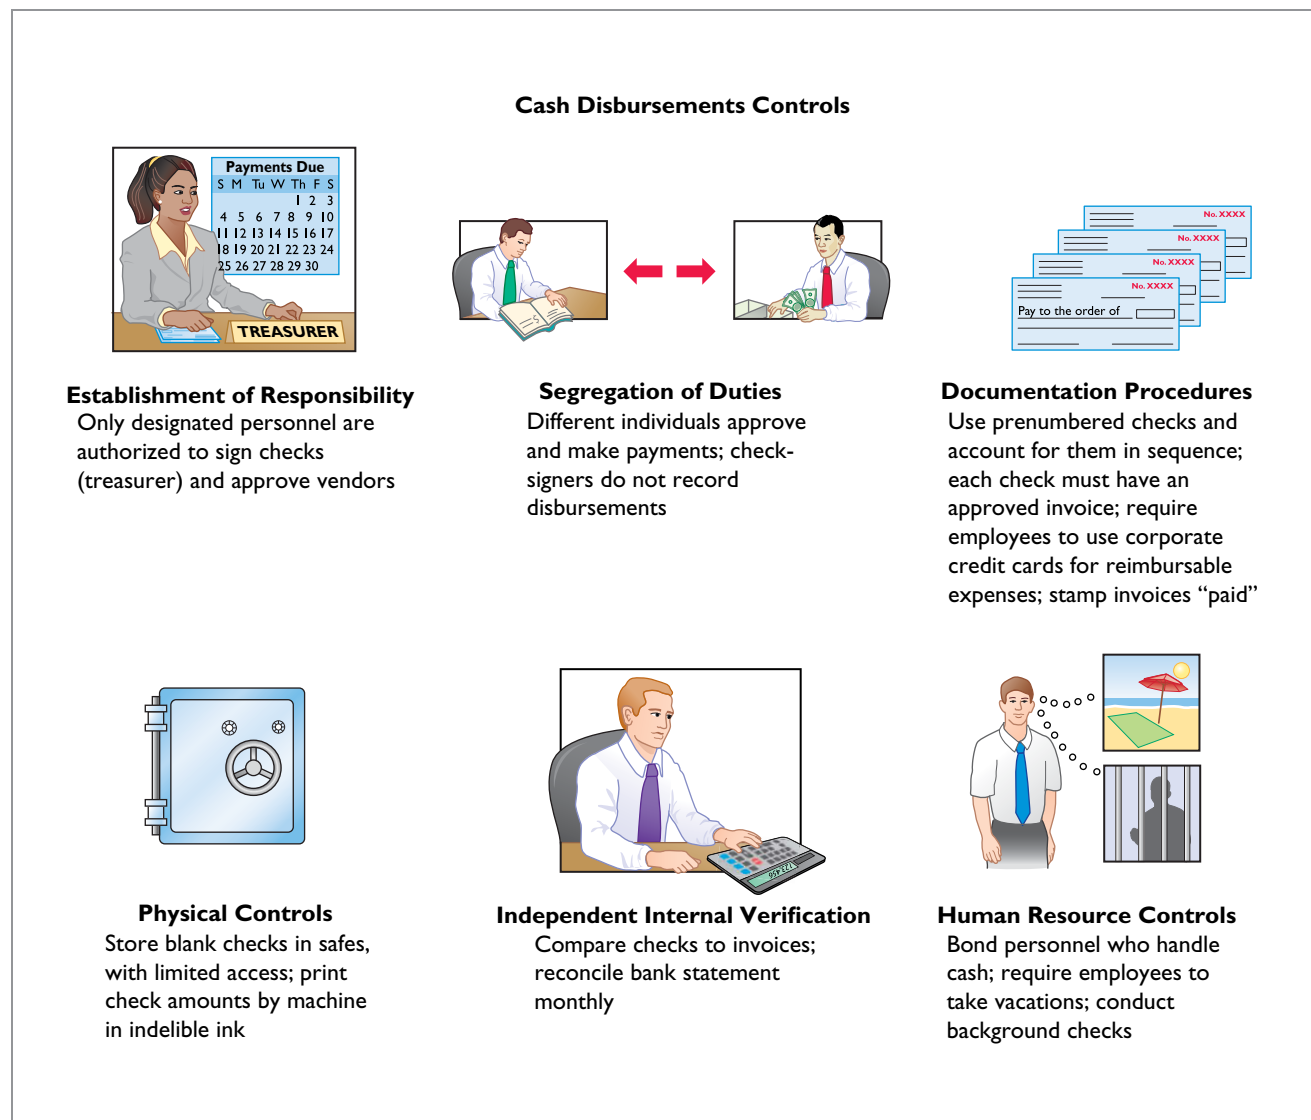 Cash Disbursements Controls
Payments Due
S M Tu W Th F S
1 2 3
4 5 6 7 8 9 10
11 12 13 14 15 16 17
18 19 20 21 22 23 24
25 26 27 28 29 30
TREASURER
No. XXXX
No. XXXX
No. XXXX
No. XXXX
Pay to the order of
Establishment of Responsibility
Only designated personnel are
authorized to sign checks
(treasurer) and approve vendors
Segregation of Duties
Different individuals approve
and make payments; check-
signers do not record
disbursements
Documentation Procedures
Use prenumbered checks and
account for them in sequence;
each check must have an
approved invoice; require
employees to use corporate
credit cards for reimbursable
expenses; stamp invoices “paid”
123,456
Physical Controls
Store blank checks in safes,
with limited access; print
check amounts by machine
in indelible ink
Independent Internal Verification
Compare checks to invoices;
reconcile bank statement
monthly
Human Resource Controls
Bond personnel who handle
cash; require employees to
take vacations; conduct
background checks